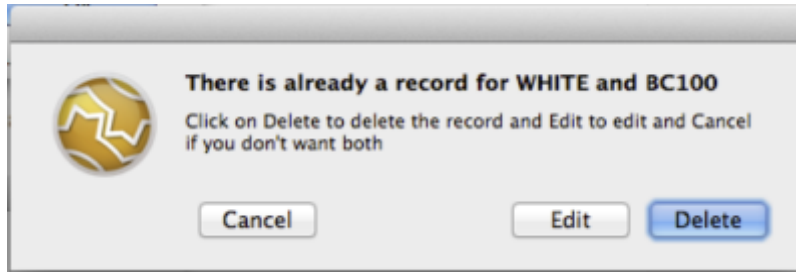 There is already a record for WHITE and BC100
Click on Delete to delete the record and Edit to edit and Cancel
if you don't want both
Cancel Edit Delete